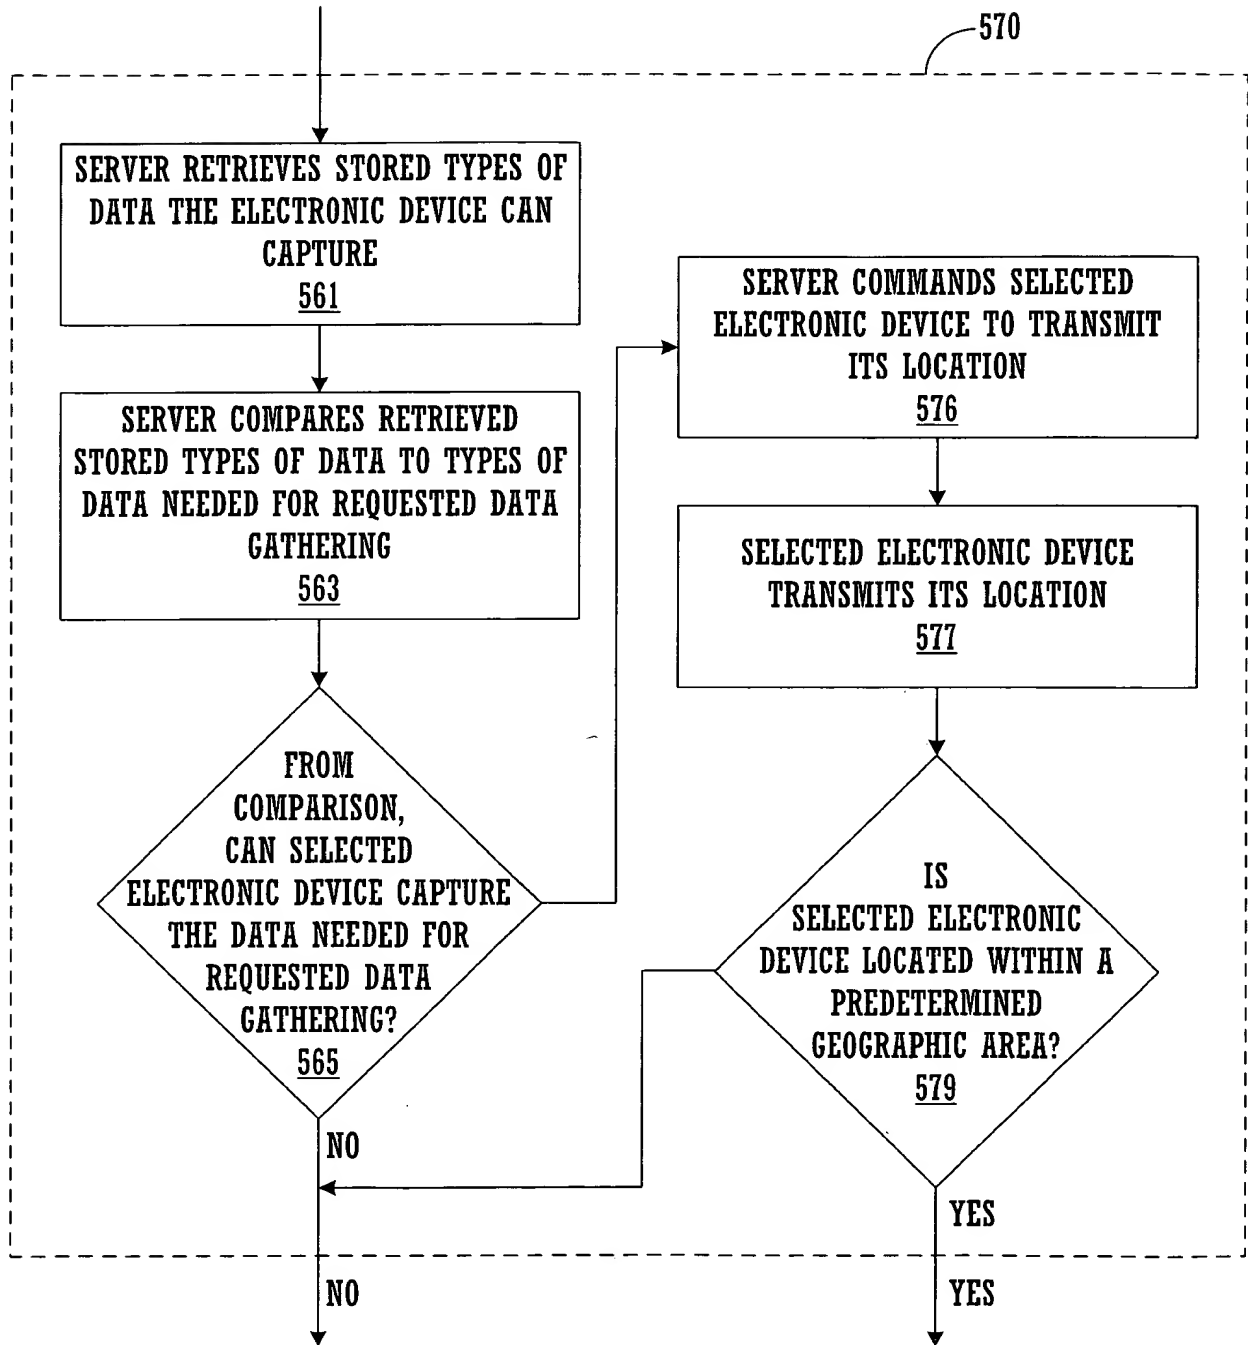 570
SERVER RETRIEVES STORED TYPES OF
DATA THE ELECTRONIC DEVICE CAN
CAPTURE
561
SERVER COMPARES RETRIEVED
STORED TYPES OF DATA TO TYPES OF
DATA NEEDED FOR REQUESTED DATA
GATHERING
563
FROM
COMPARISON,
CAN SELECTED
ELECTRONIC DEVICE CAPTURE
THE DATA NEEDED FOR
REQUESTED DATA
GATHERING?
565
NO
NO
SERVER COMMANDS SELECTED
ELECTRONIC DEVICE TO TRANSMIT
ITS LOCATION
576
SELECTED ELECTRONIC DEVICE
TRANSMITS ITS LOCATION
577
IS
SELECTED ELECTRONIC
DEVICE LOCATED WITHIN A
PREDETERMINED
GEOGRAPHIC AREA?
579
YES
YES